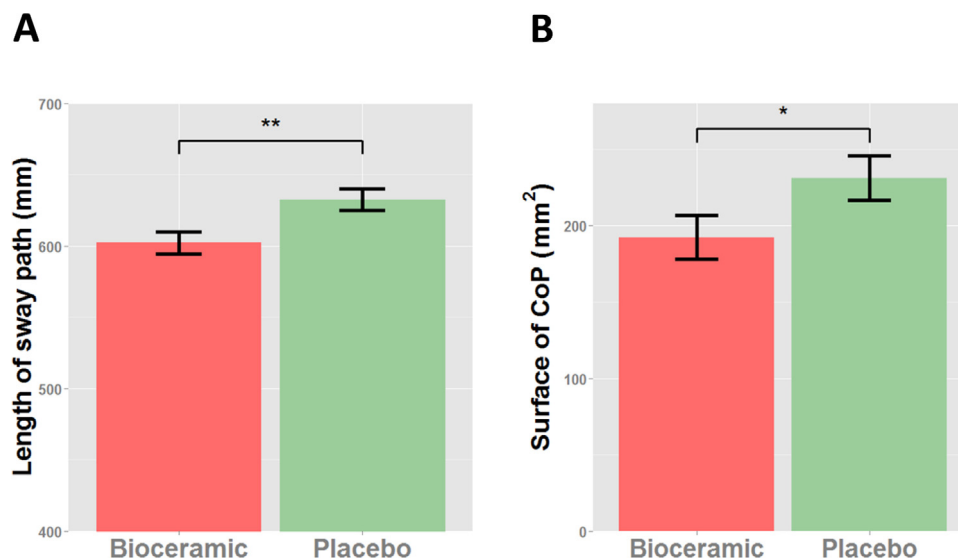 A
Length of sway path (mm)
700
600
500
400
**
Bioceramic Placebo
B
Surface of CoP (mm²)
200
100
0
*
Bioceramic Placebo